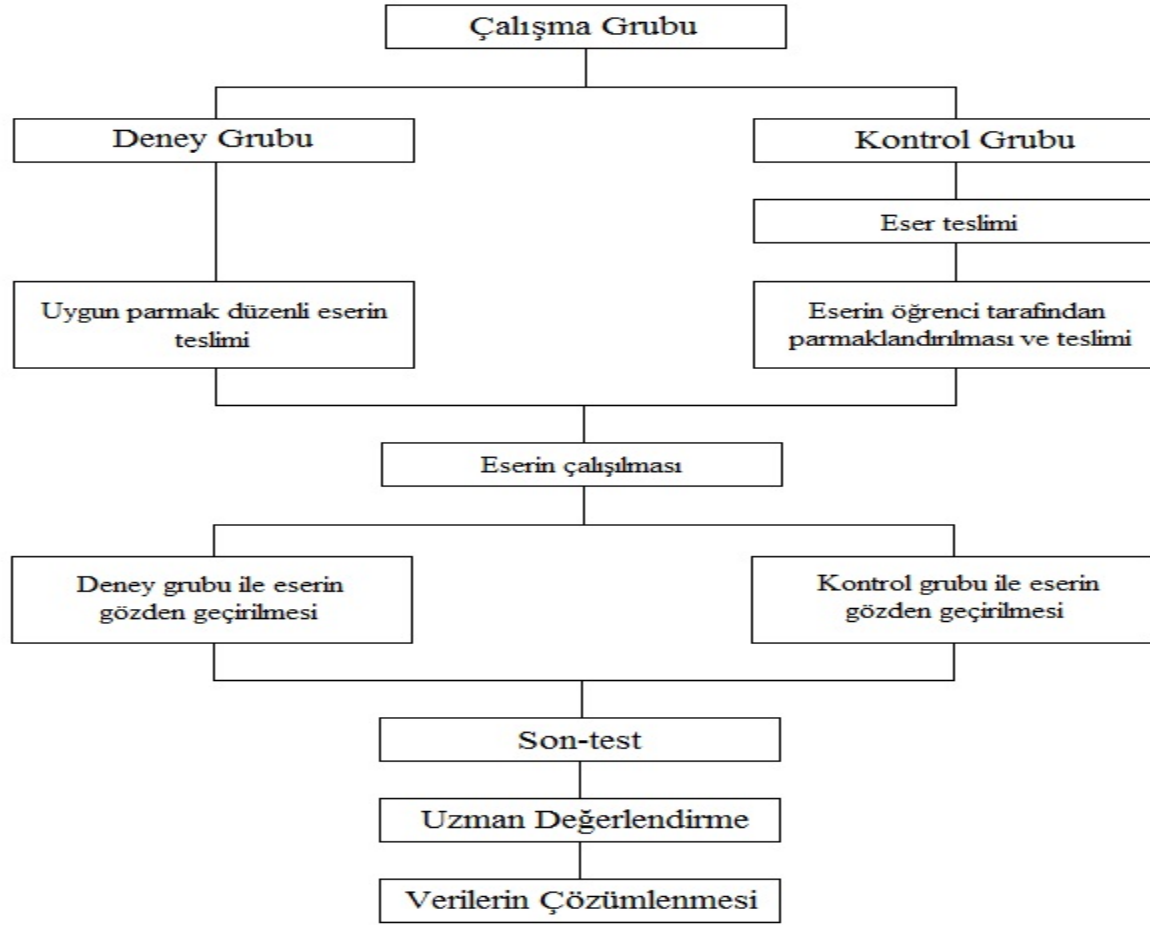 Çalışma Grubu
Deney Grubu
Kontrol Grubu
Eser teslimi
Uygun parmak düzenli eserin
teslimi
Eserin öğrenci tarafından
parmaklandırılması ve teslimi
Eserin çalışılması
Deney grubu ile eserin
gözden geçirilmesi
Kontrol grubu ile eserin
gözden geçirilmesi
Son-test
Uzman Değerlendirme
Verilerin Çözümlenmesi